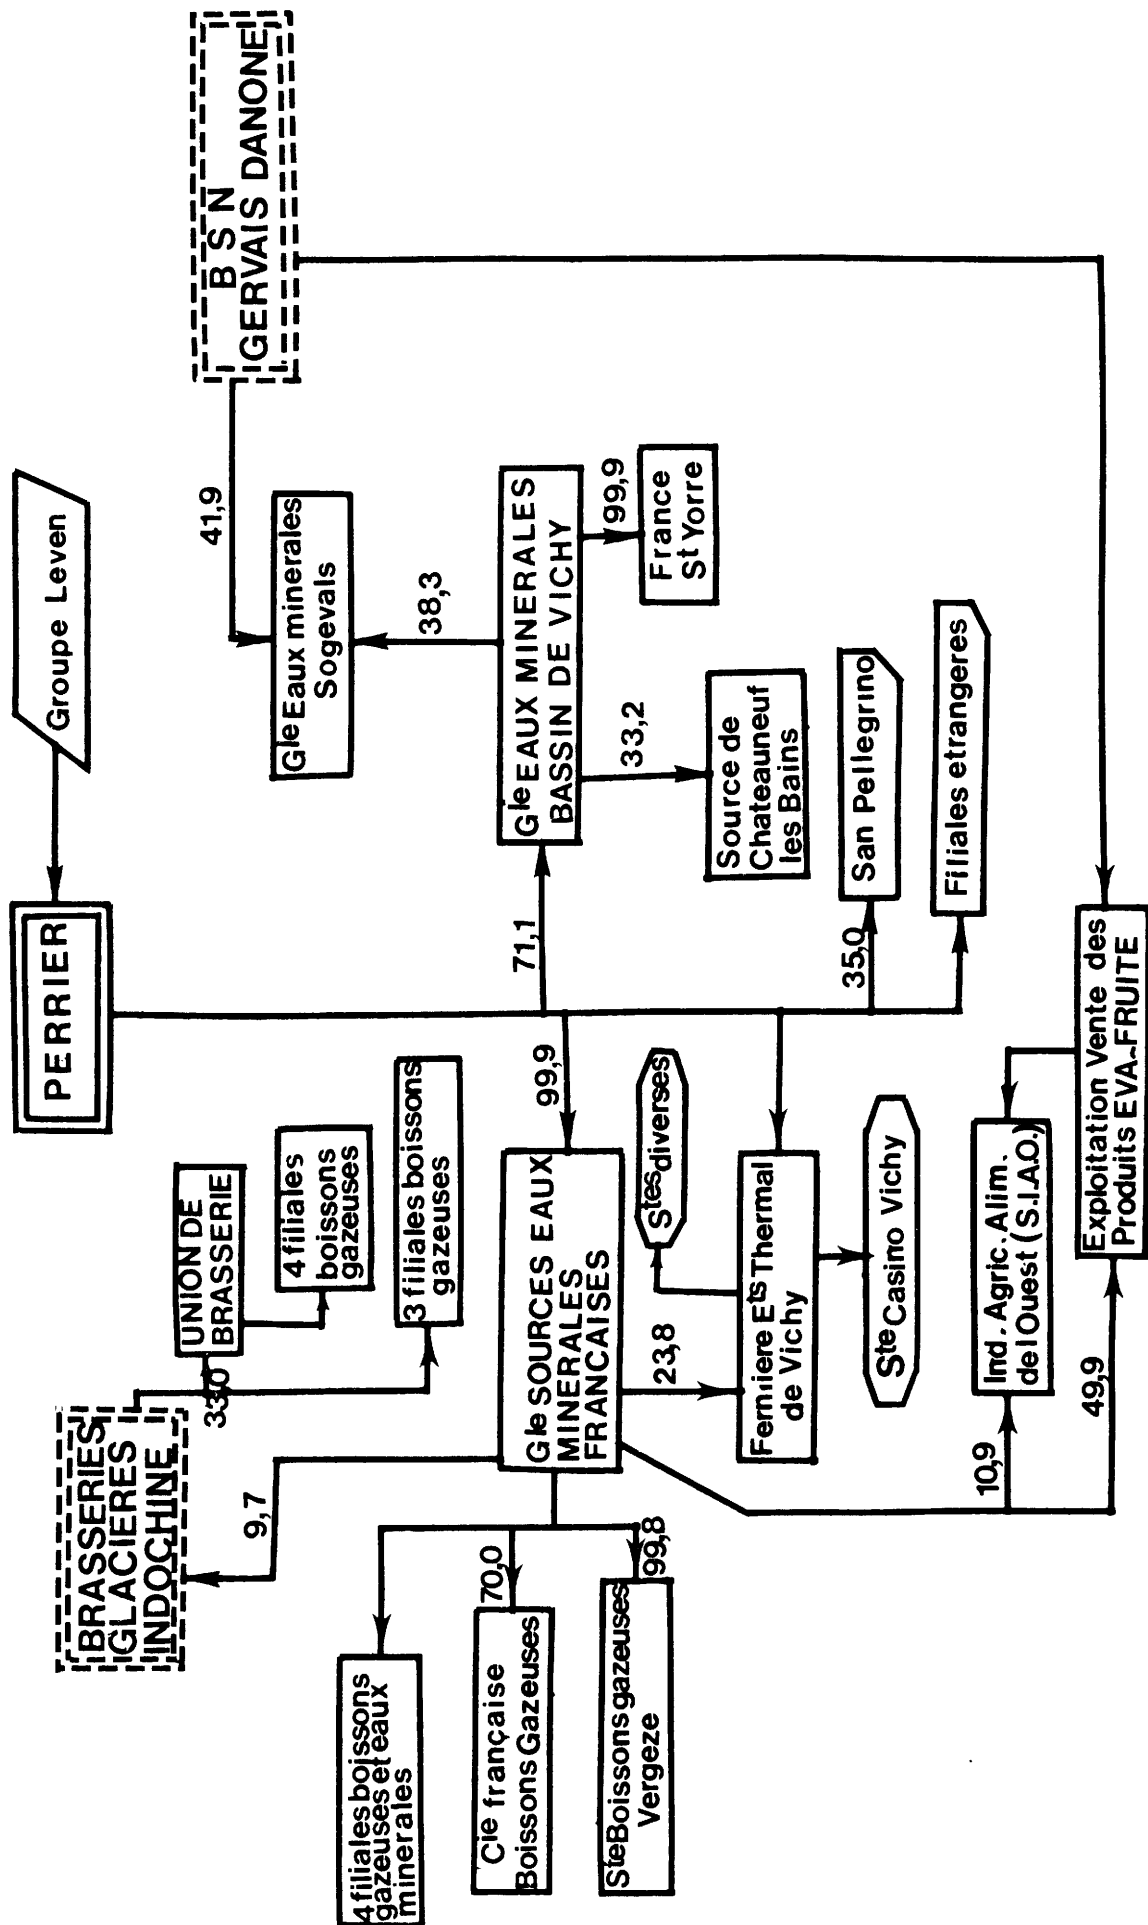 Groupe Leven
PERRIER
B S N
GERVAIS DANONE
BRASSERIES
GLACIERES
INDOCHINE
UNION DE
BRASSERIE
33,0
4 filiales
boissons
gazeuses
3 filiales boissons
gazeuses
41,9
Gle Eaux minerales
Sogevals
38,3
9,7
99,9
71,1
4 filiales boissons
gazeuses et eaux
minerales
70,0
Cie française
Boissons Gazeuses
99,8
Ste Boissons gazeuses
Vergeze
Gle SOURCES EAUX
MINERALES
FRANCAISES
Gle EAUX MINERALES
BASSIN DE VICHY
99,9
France
St Yorre
33,2
Source de
Chateauneuf
les Bains
23,8
Stes diverses
Fermiere Ets Thermal
de Vichy
Ste Casino Vichy
35,0
San Pellegrino
Filiales etrangeres
10,9
Ind. Agric. Alim.
de l Ouest (S.I.A.O.)
49,9
Exploitation Vente des
Produits EVA-FRUITE